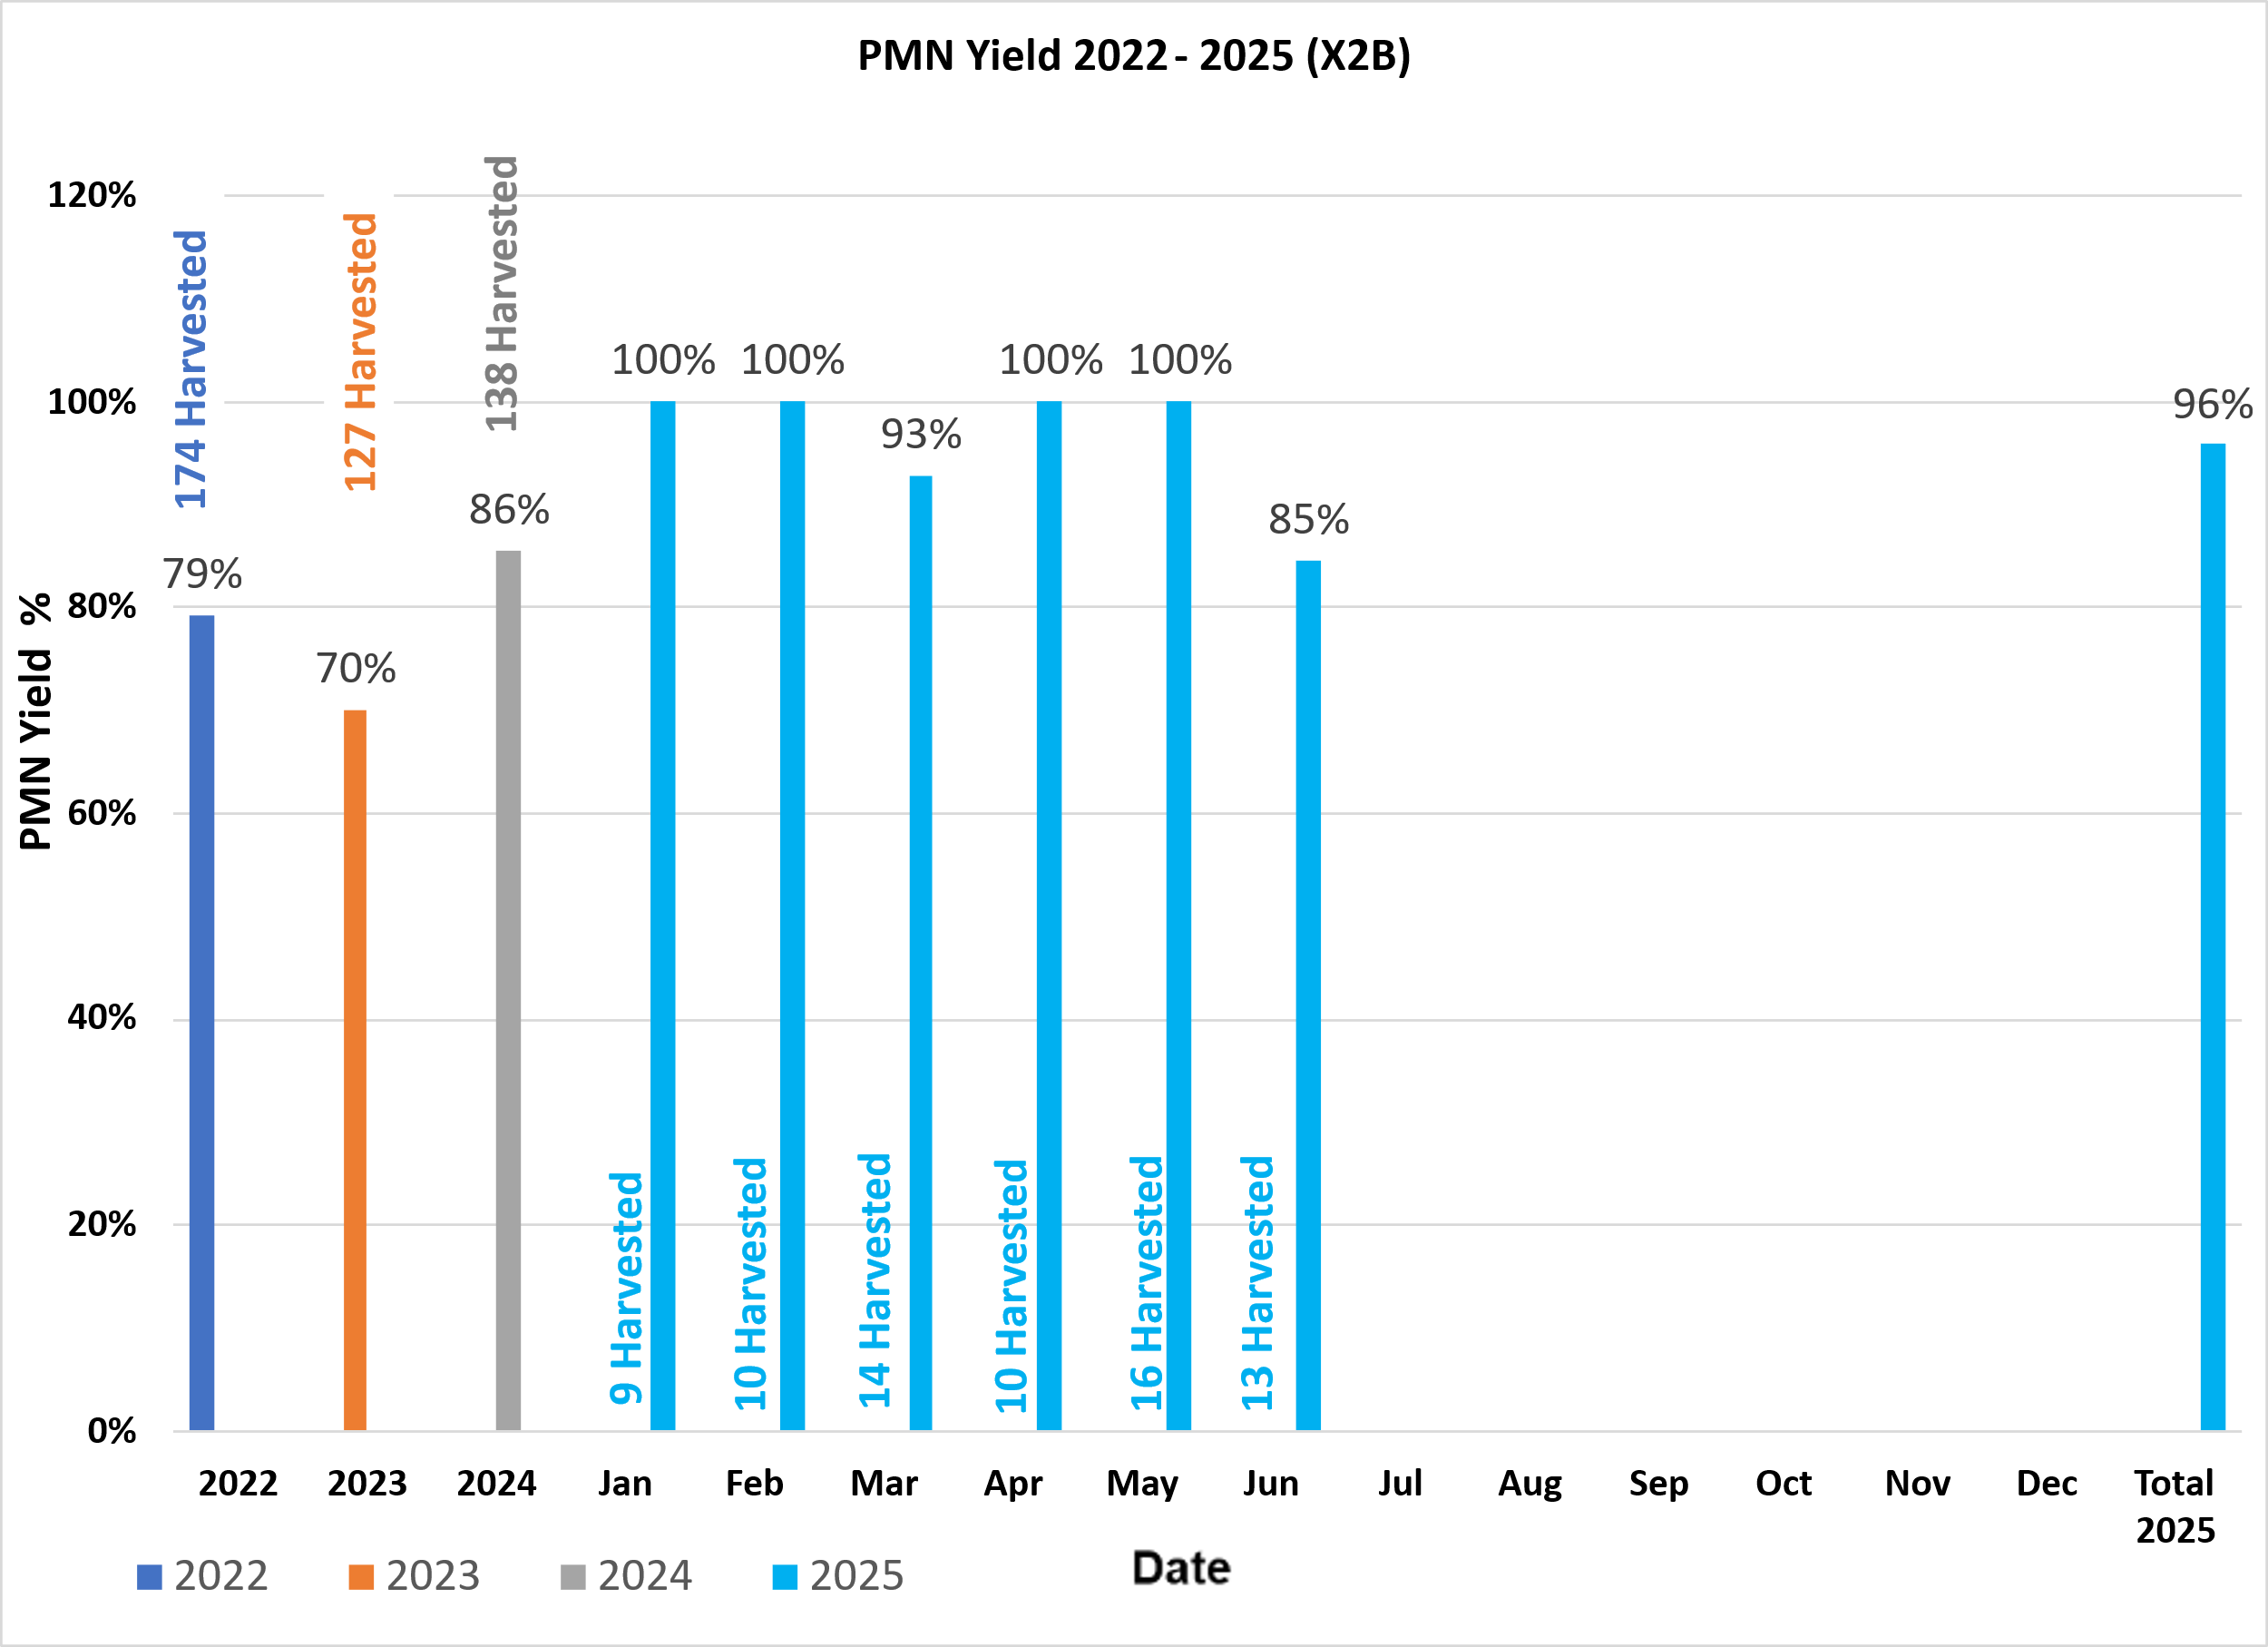 PMN Yield 2022 - 2025 (X2B)
PMN Yield %
120%
100%
80%
60%
40%
20%
0%
174 Harvested
127 Harvested
138 Harvested
79%
70%
86%
100%
100%
93%
100%
100%
85%
96%
9 Harvested
10 Harvested
14 Harvested
10 Harvested
16 Harvested
13 Harvested
2022 2023 2024 Jan Feb Mar Apr May Jun Jul Aug Sep Oct Nov Dec Total
2025
Date
2022 2023 2024 2025